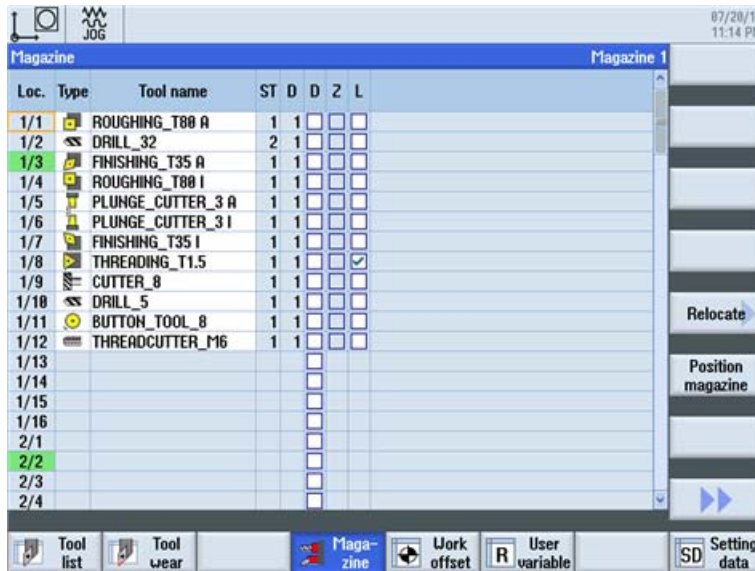 JOG
07/20/1
11:14 P
Magazine Magazine 1
Loc. Type Tool name ST D D Z L
1/1 ROUGHING_T80 A 1 1
1/2 DRILL_32 2 1
1/3 FINISHING_T35 A 1 1
1/4 ROUGHING_T80 I 1 1
1/5 PLUNGE_CUTTER_3 A 1 1
1/6 PLUNGE_CUTTER_3 I 1 1
1/7 FINISHING_T35 I 1 1
1/8 THREADING_T1.5 1 1
1/9 CUTTER_8 1 1
1/10 DRILL_5 1 1
1/11 BUTTON_TOOL_8 1 1
1/12 THREADCUTTER_M6 1 1
1/13
1/14
1/15
1/16
2/1
2/2
2/3
2/4
Relocate
Position
magazine
Tool
list
Tool
wear
Maga-
zine
Work
offset
R User
variable
SD Setting
data